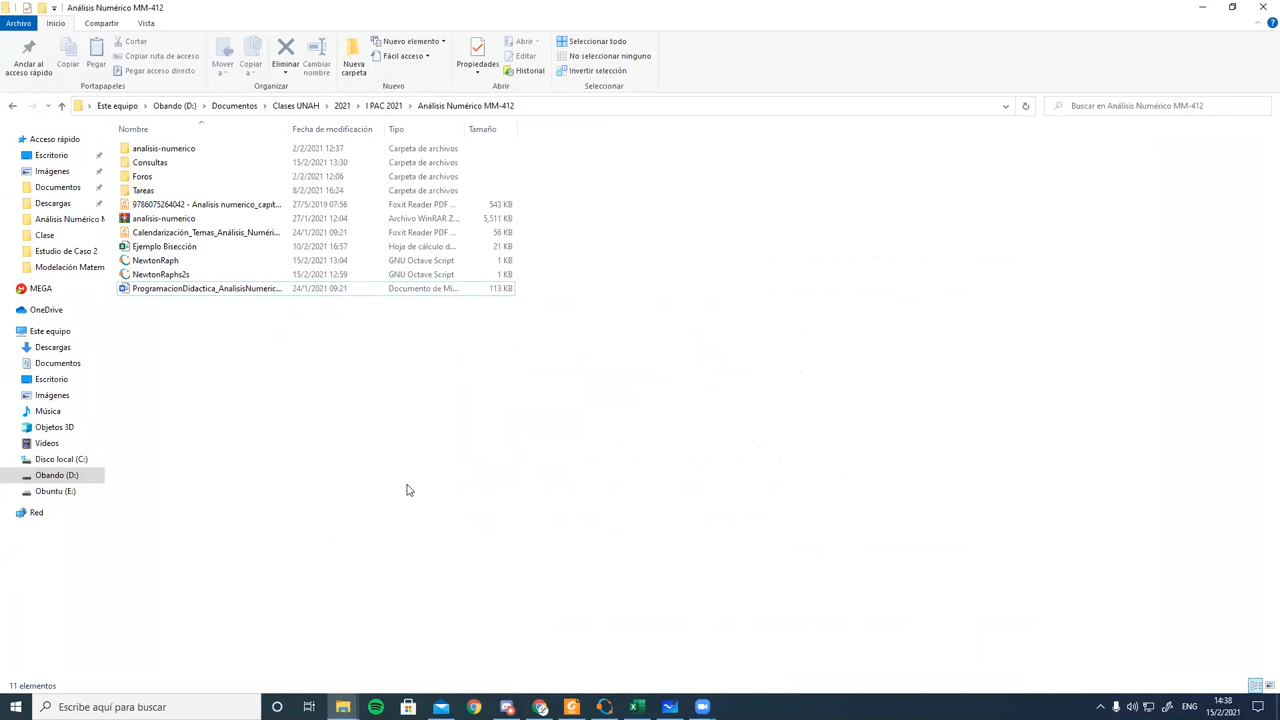 Análisis Numérico MM-412
Archivo Inicio Compartir Vista
Anclar al acceso rápido
Copiar
Pegar
Cortar
Copiar ruta de acceso
Pegar acceso directo
Portapapeles
Mover a
Copiar a
Eliminar
Cambiar nombre
Organizar
Nueva carpeta
Nuevo elemento
Fácil acceso
Nuevo
Propiedades
Abrir
Editar
Historial
Abrir
Seleccionar todo
No seleccionar ninguno
Invertir selección
Seleccionar
Este equipo > Obando (D:) > Documentos > Clases UNAH > 2021 > I PAC 2021 > Análisis Numérico MM-412
Buscar en Análisis Numérico MM-412
Acceso rápido
Escritorio
Imágenes
Documentos
Descargas
Análisis Numérico M
Clase
Estudio de Caso 2
Modelación Matem
MEGA
OneDrive
Este equipo
Descargas
Documentos
Escritorio
Imágenes
Música
Objetos 3D
Videos
Disco local (C:)
Obando (D:)
Obuntu (E:)
Red
Nombre Fecha de modificación Tipo Tamaño
analisis-numerico 2/2/2021 12:37 Carpeta de archivos
Consultas 15/2/2021 13:30 Carpeta de archivos
Foros 2/2/2021 12:06 Carpeta de archivos
Tareas 8/2/2021 16:24 Carpeta de archivos
9786075264042 - Analisis numerico_capit... 27/5/2019 07:56 Foxit Reader PDF ... 543 KB
analisis-numerico 27/1/2021 12:04 Archivo WinRAR Z... 5,511 KB
Calendarización_Temas_Análisis_Numéri... 24/1/2021 09:21 Foxit Reader PDF ... 56 KB
Ejemplo Bisección 10/2/2021 16:57 Hoja de cálculo d... 21 KB
NewtonRaph 15/2/2021 13:04 GNU Octave Script 1 KB
NewtonRaphs2s 15/2/2021 12:59 GNU Octave Script 1 KB
ProgramacionDidactica_AnalisisNumeric... 24/1/2021 09:21 Documento de Mi... 113 KB
11 elementos
Escribe aquí para buscar
ENG
14:38
15/2/2021